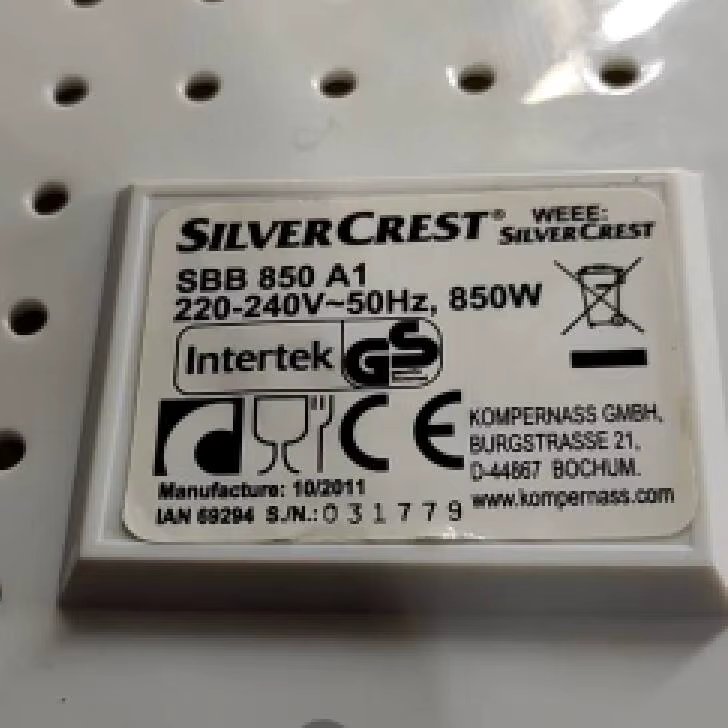 SILVERCREST®
WEEE:
SILVERCREST
SBB 850 A1
220-240V~50Hz, 850W
Intertek GS
CE
KOMPERNASS GMBH,
BURGSTRASSE 21,
D-44867 BOCHUM.
www.kompernass.com
Manufacture: 10/2011
IAN 69294 S./N.: 031779